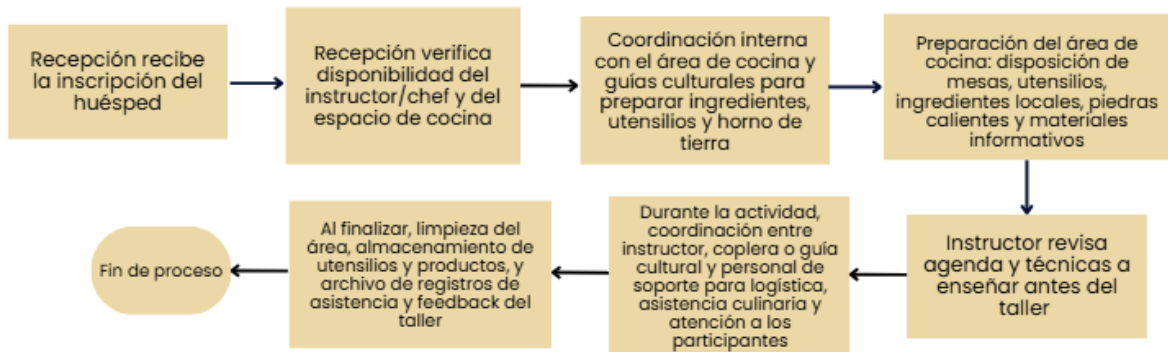 Recepción recibe
la inscripción del
huésped
Recepción verifica
disponibilidad del
instructor/chef y del
espacio de cocina
Coordinación interna
con el área de cocina y
guías culturales para
preparar ingredientes,
utensilios y horno de
tierra
Preparación del área de
cocina: disposición de
mesas, utensilios,
ingredientes locales, piedras
calientes y materiales
informativos
Instructor revisa
agenda y técnicas a
enseñar antes del
taller
Durante la actividad,
coordinación entre
instructor, coplera o guía
cultural y personal de
soporte para logística,
asistencia culinaria y
atención a los
participantes
Al finalizar, limpieza del
área, almacenamiento de
utensilios y productos, y
archivo de registros de
asistencia y feedback del
taller
Fin de proceso